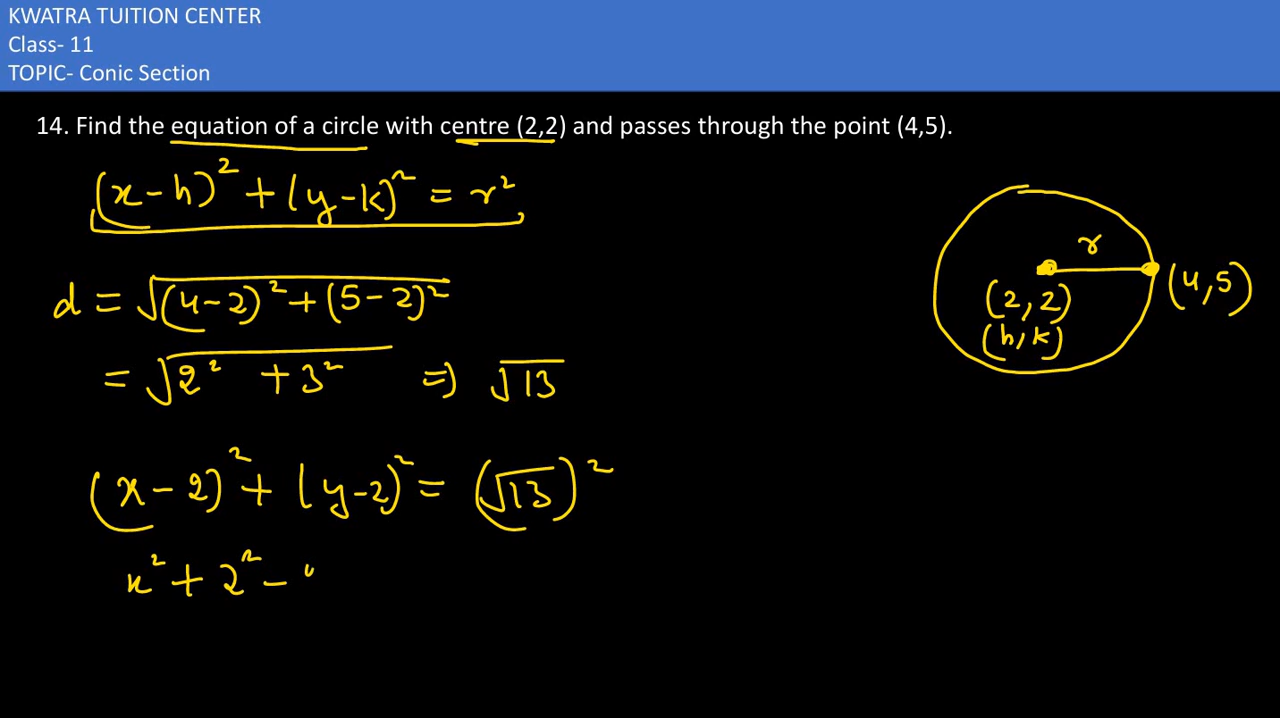 KWATRA TUITION CENTER
Class- 11
TOPIC- Conic Section
14. Find the equation of a circle with centre (2,2) and passes through the point (4,5).
(x-h)² + (y-k)² = r²
r
(4,5)
(2,2)
(h,k)
d = √(4-2)² + (5-2)²
= √2² + 3² ⇒ √13
(x-2)² + (y-2)² = (√13)²
x² + 2² -